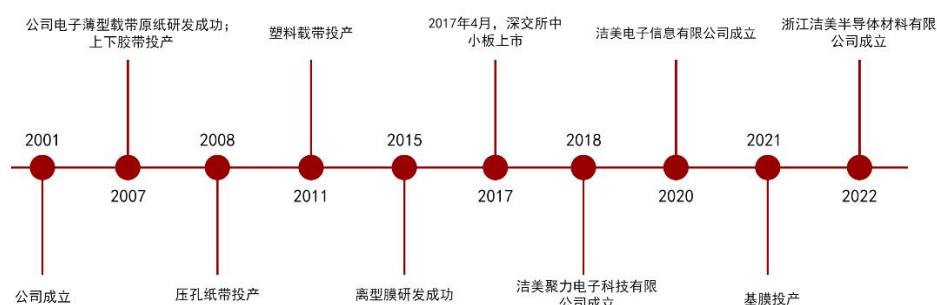 公司电子薄型载带原纸研发成功；
上下胶带投产
塑料载带投产
2017年4月，深交所中
小板上市
洁美电子信息有限公司成立
浙江洁美半导体材料有限
公司成立
2001
2008
2015
2018
2021
2007
2011
2017
2020
2022
公司成立
压孔纸带投产
离型膜研发成功
洁美聚力电子科技有限
公司成立
基膜投产